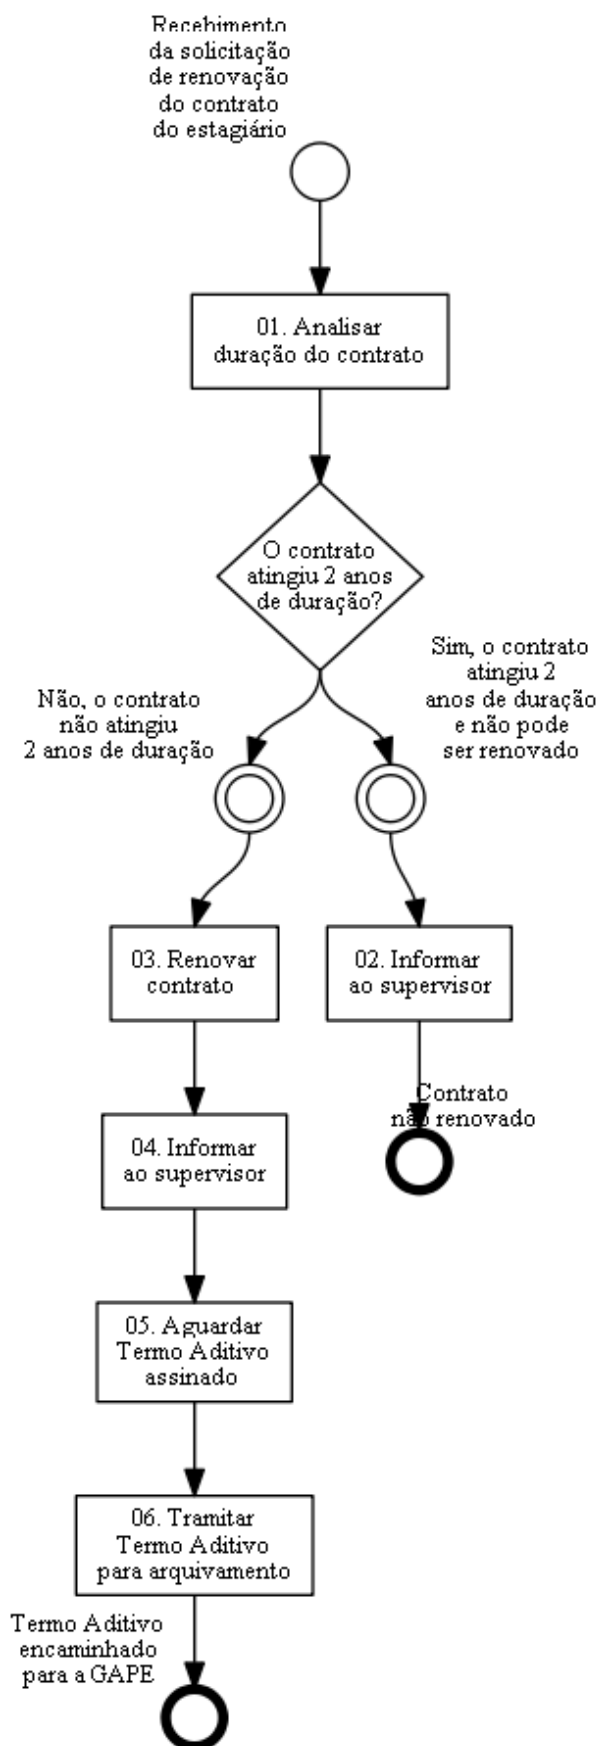 Recebimento
da solicitação
de renovação
do contrato
do estagiário
01. Analisar
duração do contrato
O contrato
atingiu 2 anos
de duração?
Sim, o contrato
atingiu 2
anos de duração
e não pode
ser renovado
Não, o contrato
não atingiu
2 anos de duração
03. Renovar
contrato
02. Informar
ao supervisor
Contrato
não renovado
04. Informar
ao supervisor
05. Aguardar
Termo Aditivo
assinado
06. Tramitar
Termo Aditivo
para arquivamento
Termo Aditivo
encaminhado
para a GAPE